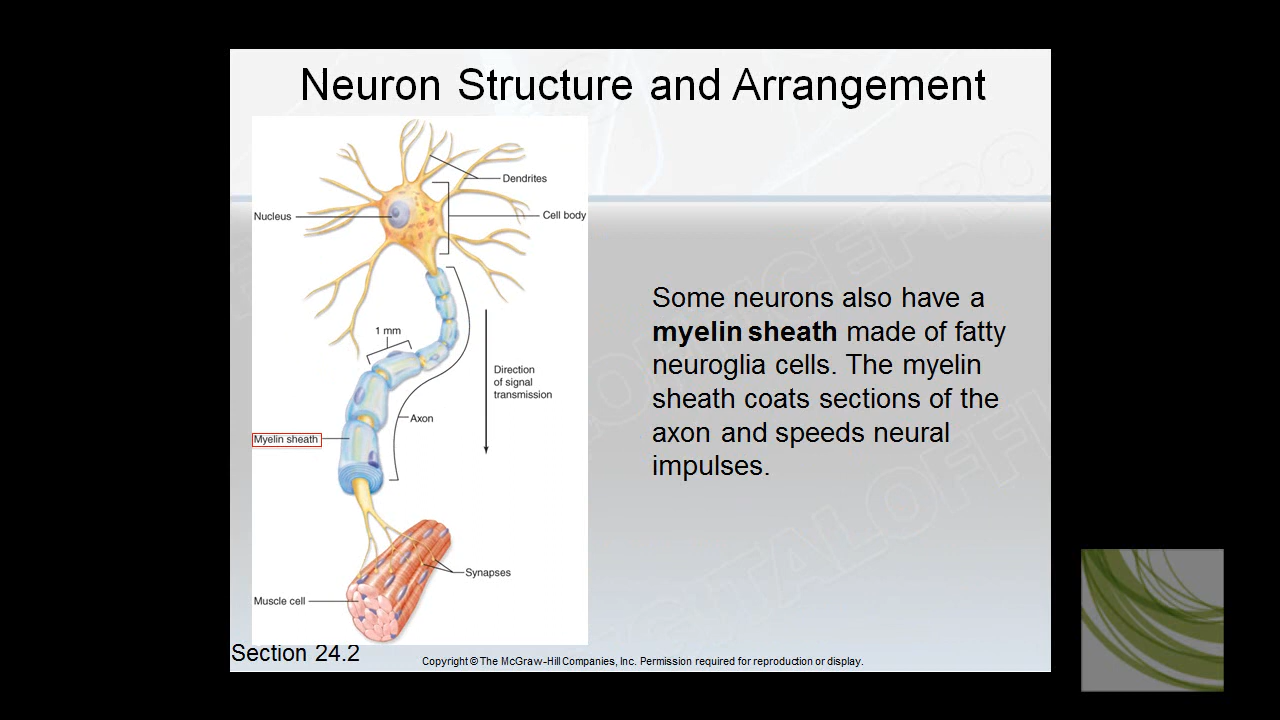 Neuron Structure and Arrangement
Dendrites
Nucleus
Cell body
1 mm
Direction
of signal
transmission
Axon
Myelin sheath
Synapses
Muscle cell
Some neurons also have a
myelin sheath made of fatty
neuroglia cells. The myelin
sheath coats sections of the
axon and speeds neural
impulses.
Section 24.2
Copyright © The McGraw-Hill Companies, Inc. Permission required for reproduction or display.